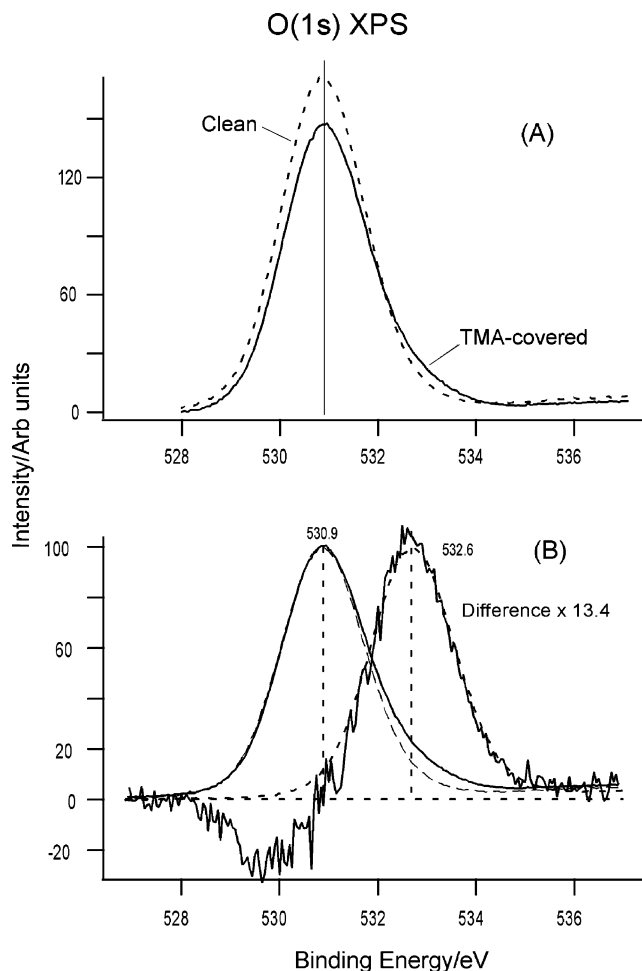 O(1s) XPS
Clean
(A)
120
60
0
TMA-covered
528 530 532 534 536
Intensity/Arb units
530.9
532.6
(B)
100
Difference x 13.4
60
20
0
-20
528 530 532 534 536
Binding Energy/eV